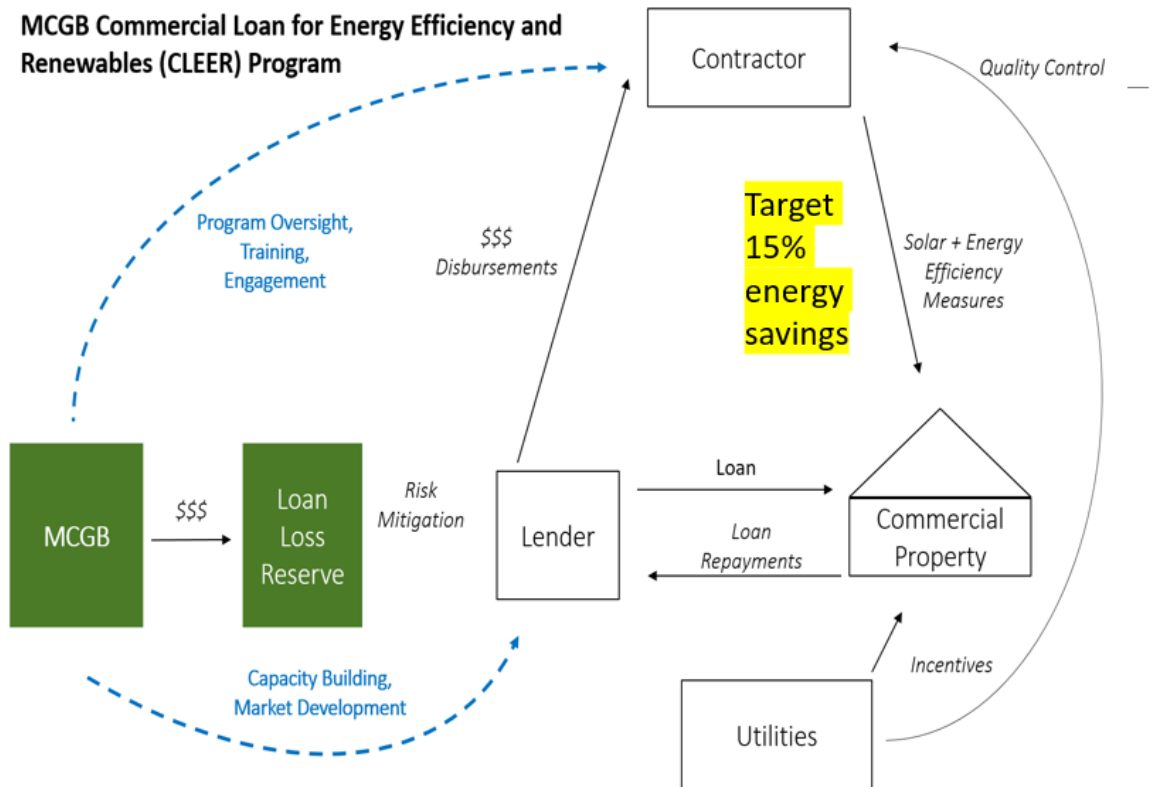 MCGB Commercial Loan for Energy Efficiency and
Renewables (CLEER) Program
Contractor
Quality Control
Program Oversight,
Training,
Engagement
$$$
Disbursements
Target
15%
energy
savings
Solar + Energy
Efficiency
Measures
MCGB
$$$
Loan
Loss
Reserve
Risk
Mitigation
Lender
Loan
Loan
Repayments
Commercial
Property
Capacity Building,
Market Development
Incentives
Utilities